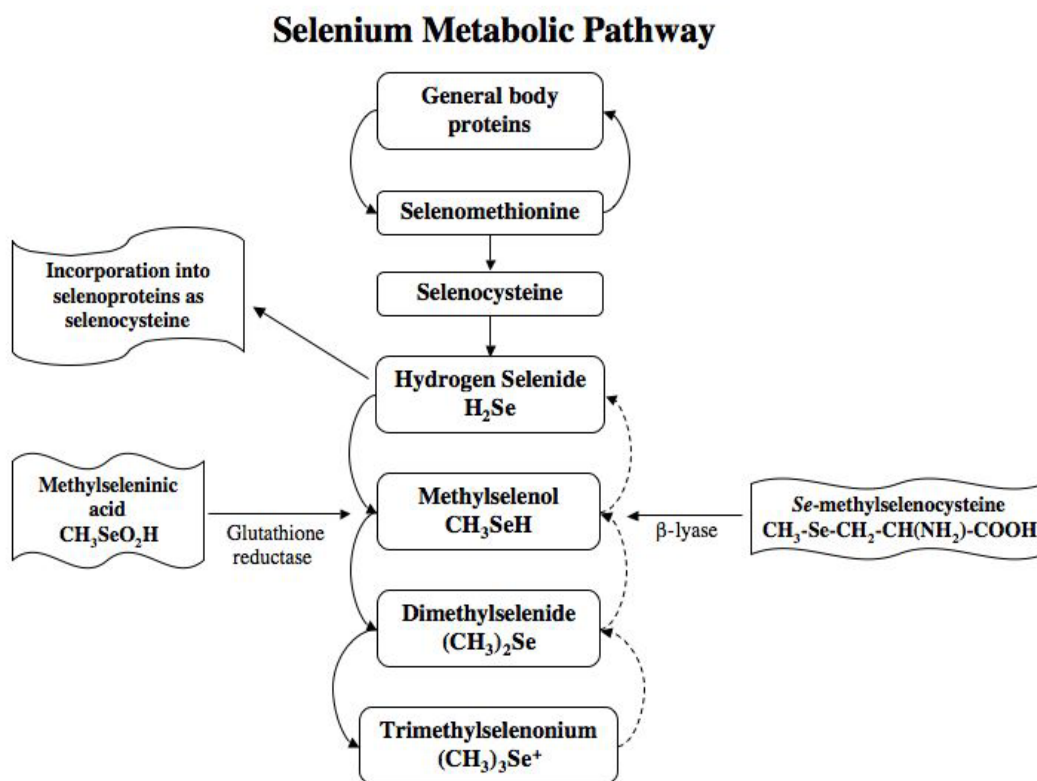 Selenium Metabolic Pathway
General body
proteins
Selenomethionine
Incorporation into
selenoproteins as
selenocysteine
Selenocysteine
Hydrogen Selenide
H₂Se
Methylseleninic
acid
CH₃SeO₂H
Glutathione
reductase
Methylselenol
CH₃SeH
β-lyase
Se-methylselenocysteine
CH₃-Se-CH₂-CH(NH₂)-COOH
Dimethylselenide
(CH₃)₂Se
Trimethylselenonium
(CH₃)₃Se⁺